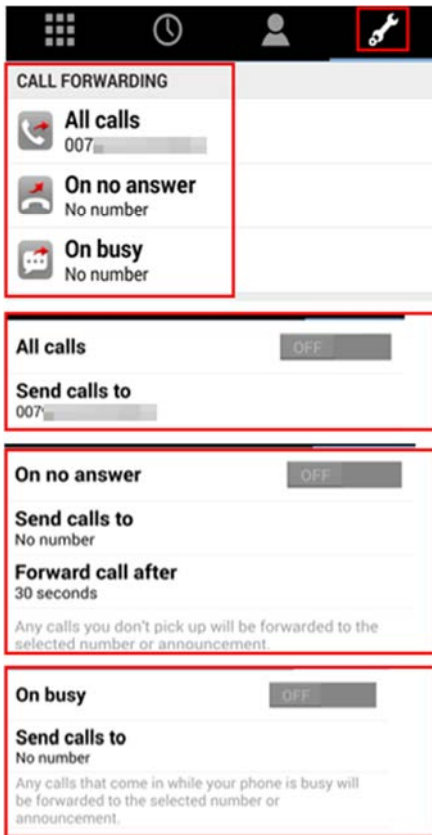 CALL FORWARDING
All calls
007
On no answer
No number
On busy
No number
All calls
OFF
Send calls to
007
On no answer
OFF
Send calls to
No number
Forward call after
30 seconds
Any calls you don't pick up will be forwarded to the
selected number or announcement.
On busy
OFF
Send calls to
No number
Any calls that come in while your phone is busy will
be forwarded to the selected number or
announcement.